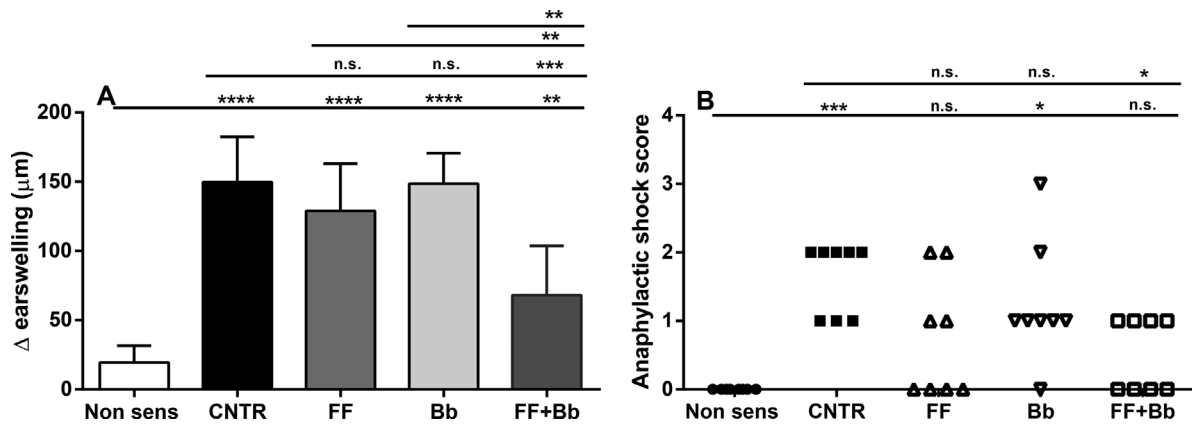 **
**
n.s. n.s. ***
**** **** **** **
A
200
150
100
50
0
Δ earswelling (μm)
Non sens CNTR FF Bb FF+Bb
n.s. n.s. *
*** n.s. * n.s.
B
4
3
2
1
0
Anaphylactic shock score
Non sens CNTR FF Bb FF+Bb